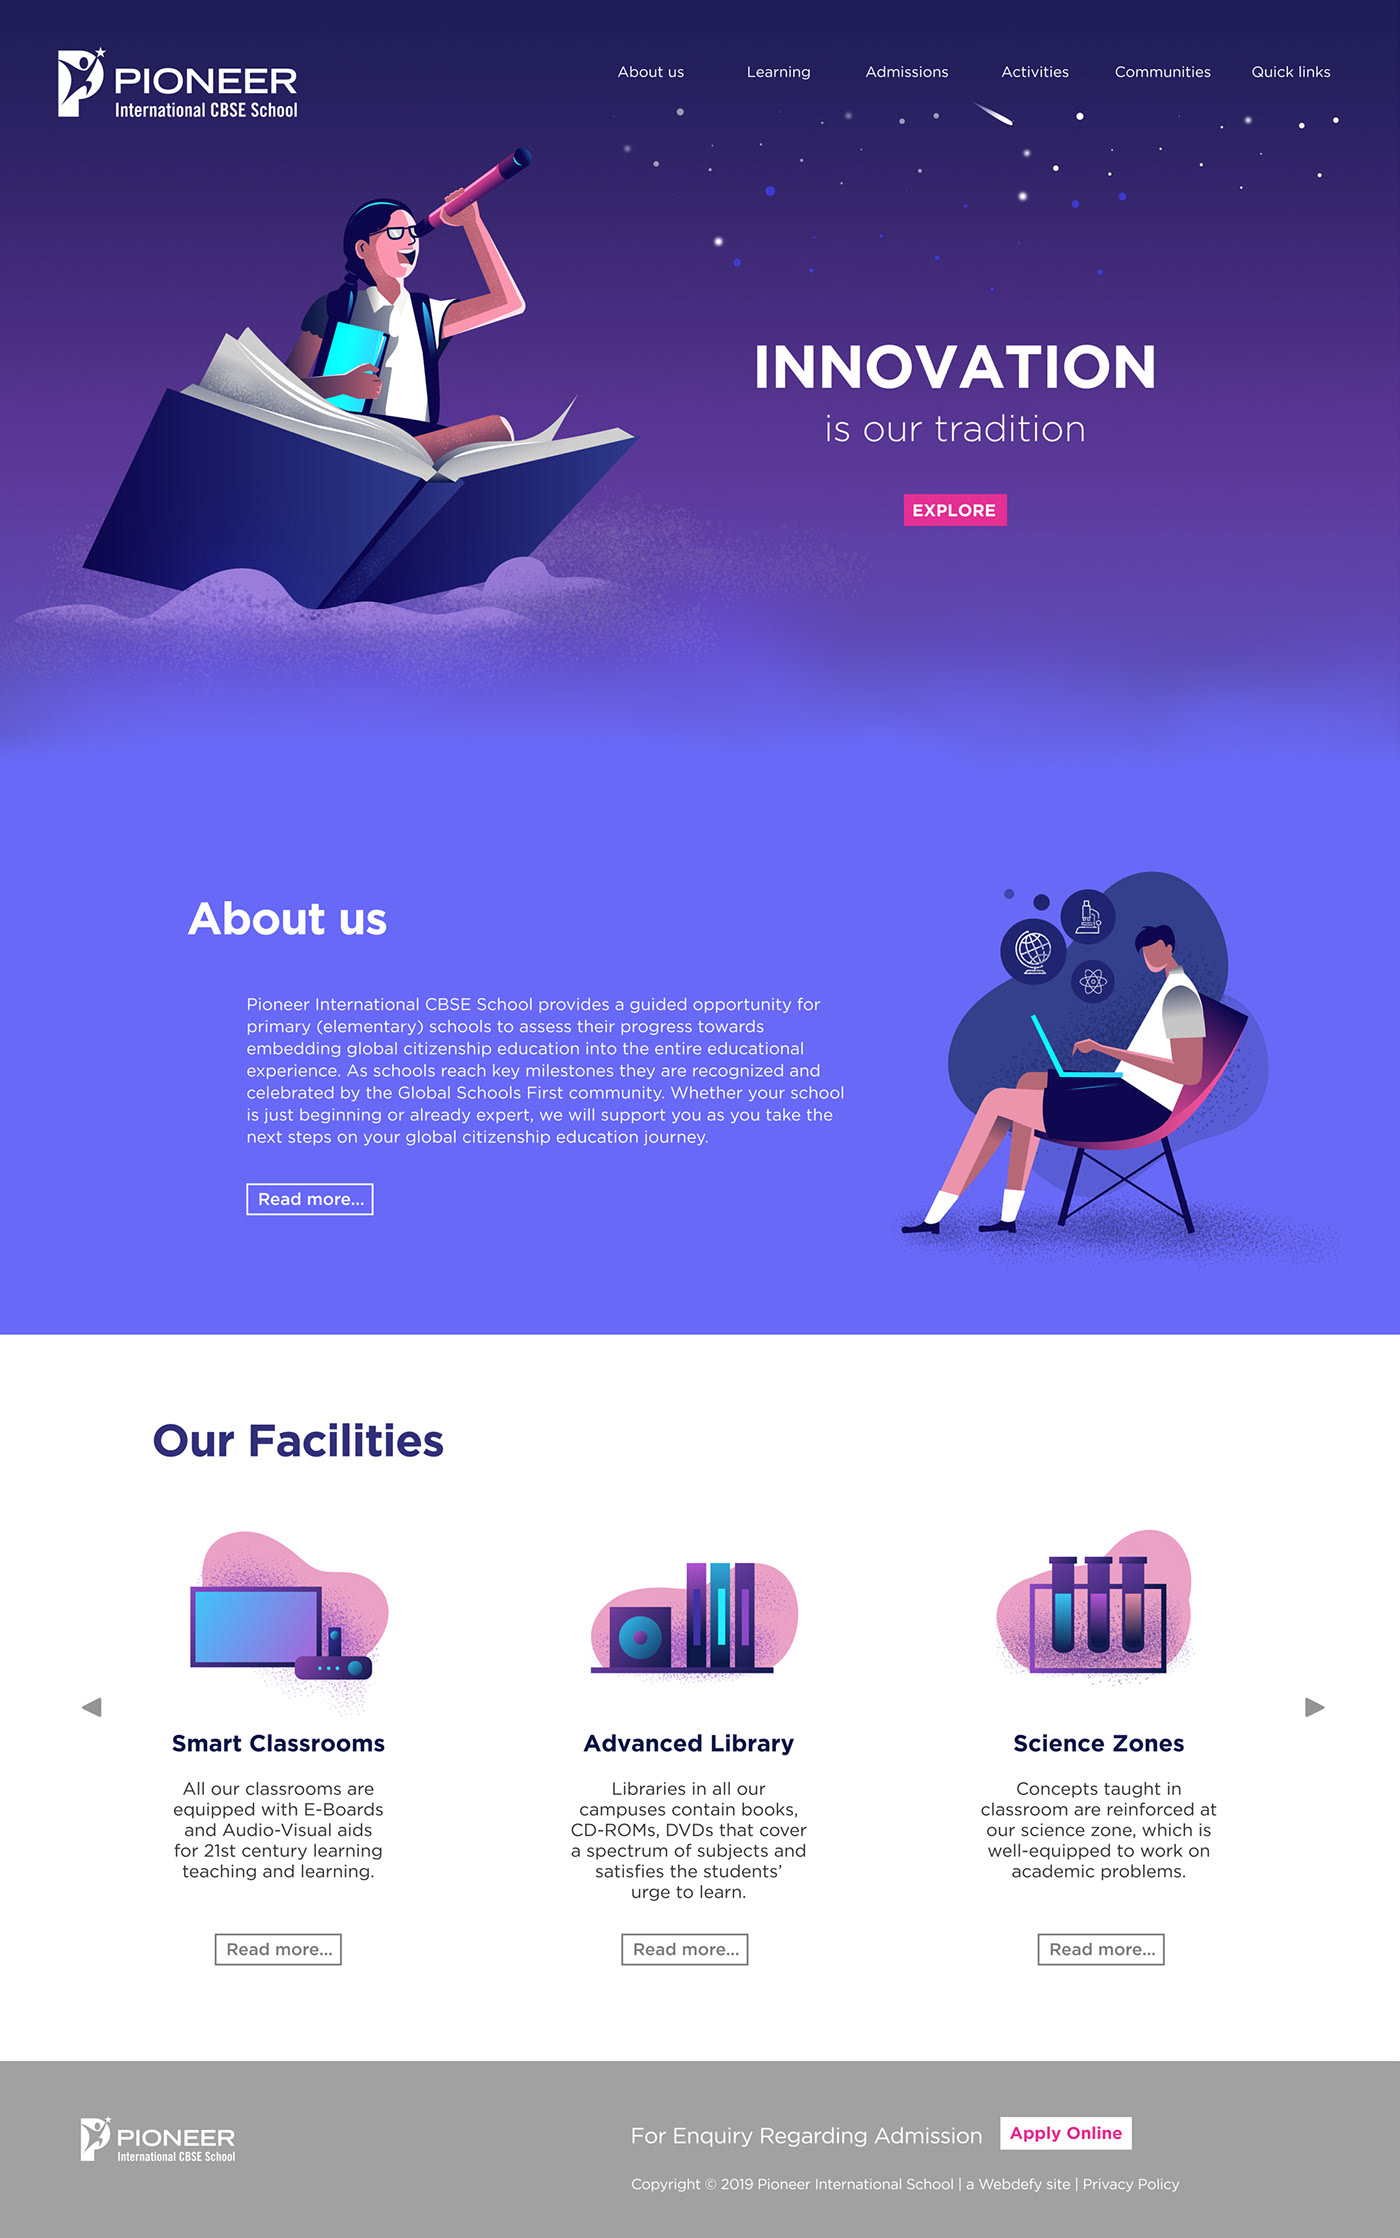 PIONEER
International CBSE School
About us
Learning
Admissions
Activities
Communities
Quick links
INNOVATION
is our tradition
EXPLORE
About us
Pioneer International CBSE School provides a guided opportunity for
primary (elementary) schools to assess their progress towards
embedding global citizenship education into the entire educational
experience. As schools reach key milestones they are recognized and
celebrated by the Global Schools First community. Whether your school
is just beginning or already expert, we will support you as you take the
next steps on your global citizenship education journey.
Read more...
Our Facilities
Smart Classrooms
All our classrooms are
equipped with E-Boards
and Audio-Visual aids
for 21st century learning
teaching and learning.
Read more...
Advanced Library
Libraries in all our
campuses contain books,
CD-ROMs, DVDs that cover
a spectrum of subjects and
satisfies the students’
urge to learn.
Read more...
Science Zones
Concepts taught in
classroom are reinforced at
our science zone, which is
well-equipped to work on
academic problems.
Read more...
PIONEER
International CBSE School
For Enquiry Regarding Admission
Apply Online
Copyright © 2019 Pioneer International School | a Webdefy site | Privacy Policy